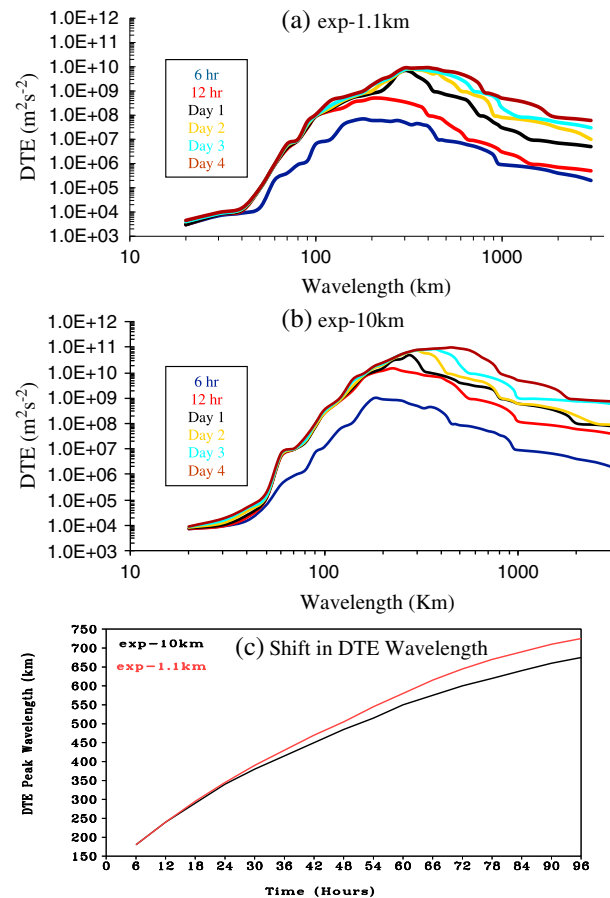 (a) exp-1.1km
1.0E+12
1.0E+11
1.0E+10
1.0E+09
1.0E+08
1.0E+07
1.0E+06
1.0E+05
1.0E+04
1.0E+03
DTE (m²s⁻²)
6 hr
12 hr
Day 1
Day 2
Day 3
Day 4
10 100 1000
Wavelength (km)
(b) exp-10km
1.0E+12
1.0E+11
1.0E+10
1.0E+09
1.0E+08
1.0E+07
1.0E+06
1.0E+05
1.0E+04
1.0E+03
DTE (m²s⁻²)
6 hr
12 hr
Day 1
Day 2
Day 3
Day 4
10 100 1000
Wavelength (Km)
(c) Shift in DTE Wavelength
exp-10km
exp-1.1km
750
700
650
600
550
500
450
400
350
300
250
200
150
DTE Peak Wavelength (km)
0 6 12 18 24 30 36 42 48 54 60 66 72 78 84 90 96
Time (Hours)